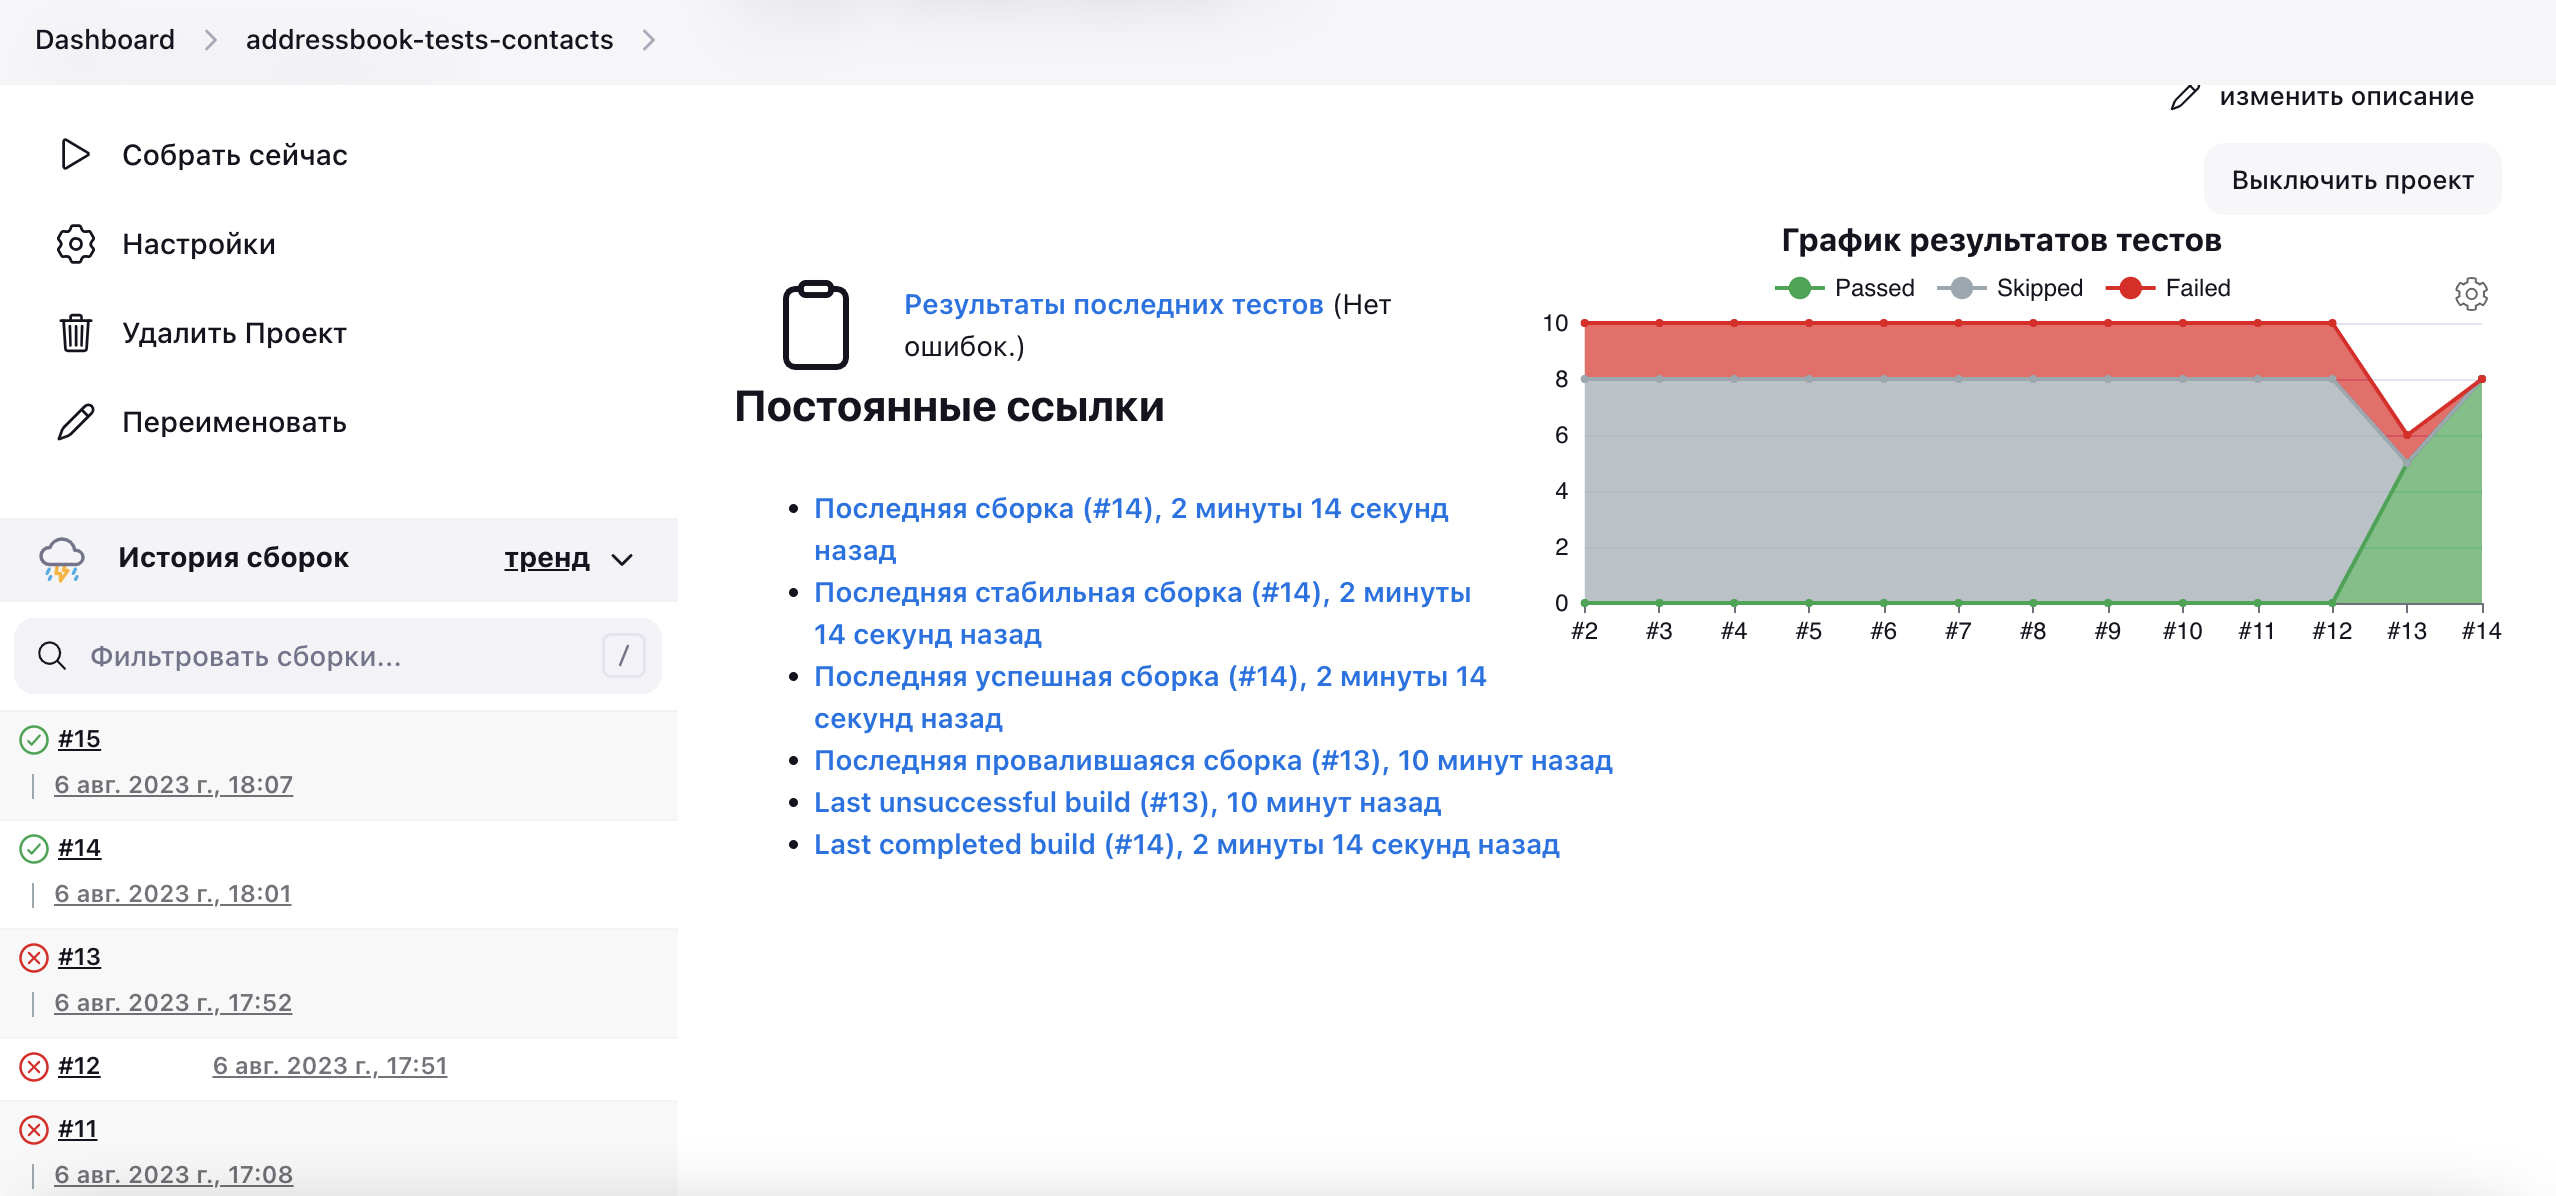 Dashboard
addressbook-tests-contacts
Собрать сейчас
Настройки
Удалить Проект
Переименовать
История сборок
тренд
Фильтровать сборки...
/
#15
6 авг. 2023 г., 18:07
#14
6 авг. 2023 г., 18:01
#13
6 авг. 2023 г., 17:52
#12 6 авг. 2023 г., 17:51
#11
6 авг. 2023 г., 17:08
изменить описание
Выключить проект
Результаты последних тестов (Нет
ошибок.)
Постоянные ссылки
Последняя сборка (#14), 2 минуты 14 секунд
назад
Последняя стабильная сборка (#14), 2 минуты
14 секунд назад
Последняя успешная сборка (#14), 2 минуты 14
секунд назад
Последняя провалившаяся сборка (#13), 10 минут назад
Last unsuccessful build (#13), 10 минут назад
Last completed build (#14), 2 минуты 14 секунд назад
График результатов тестов
Passed Skipped Failed
10
8
6
4
2
0
#2 #3 #4 #5 #6 #7 #8 #9 #10 #11 #12 #13 #14